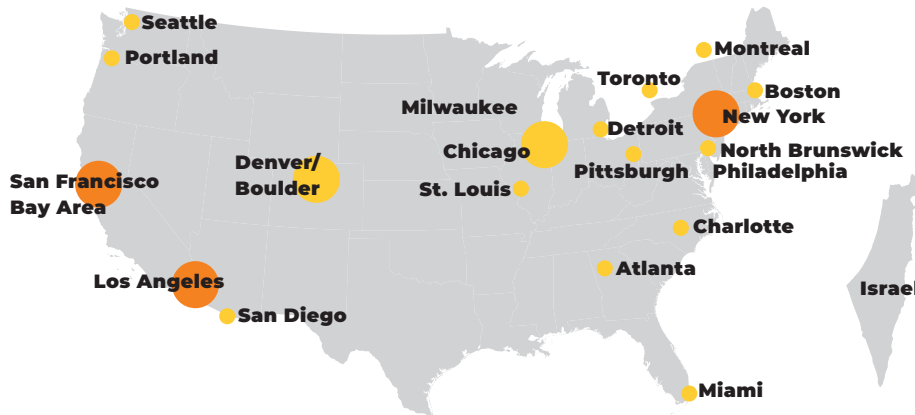 Seattle
Portland
Montreal
Toronto
Boston
Milwaukee
New York
Detroit
Chicago
North Brunswick
Denver/
Boulder
Pittsburgh
Philadelphia
San Francisco
Bay Area
St. Louis
Charlotte
Atlanta
Los Angeles
Israel
San Diego
Miami